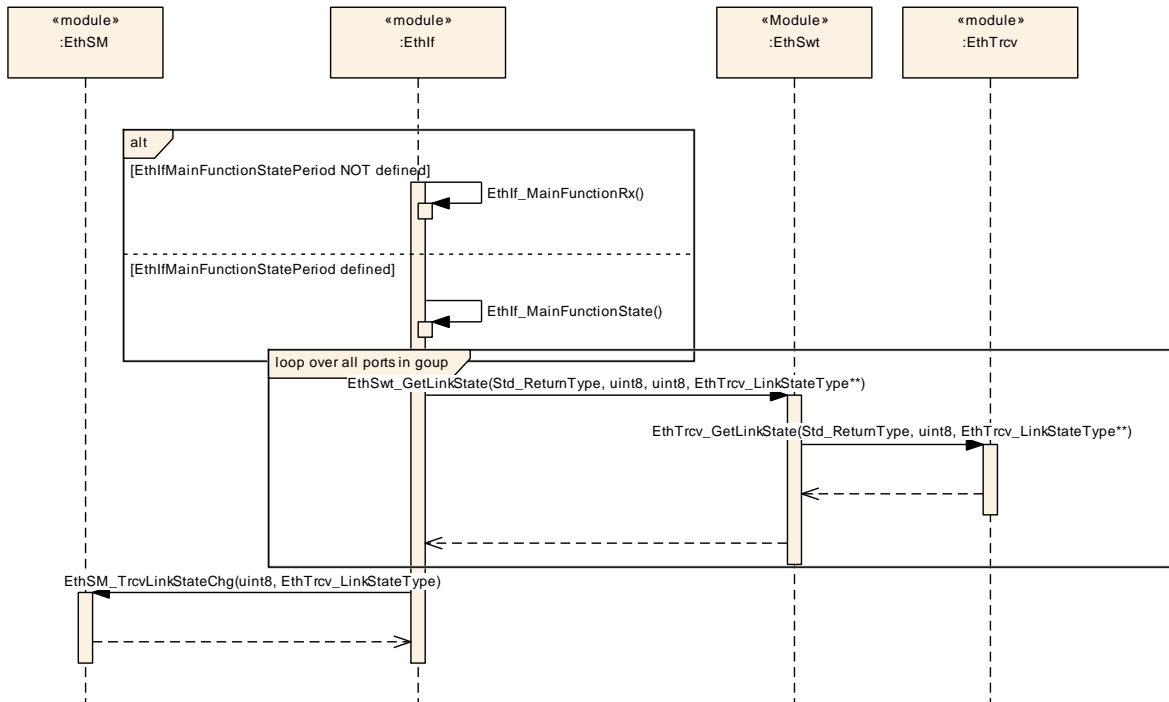 «module»
:EthSM
«module»
:EthIf
«Module»
:EthSwt
«module»
:EthTrcv
alt
[EthIfMainFunctionStatePeriod NOT defined]
EthIf_MainFunctionRx()
[EthIfMainFunctionStatePeriod defined]
EthIf_MainFunctionState()
loop over all ports in goup
EthSwt_GetLinkState(Std_ReturnType, uint8, uint8, EthTrcv_LinkStateType**)
EthTrcv_GetLinkState(Std_ReturnType, uint8, EthTrcv_LinkStateType**)
EthSM_TrcvLinkStateChg(uint8, EthTrcv_LinkStateType)